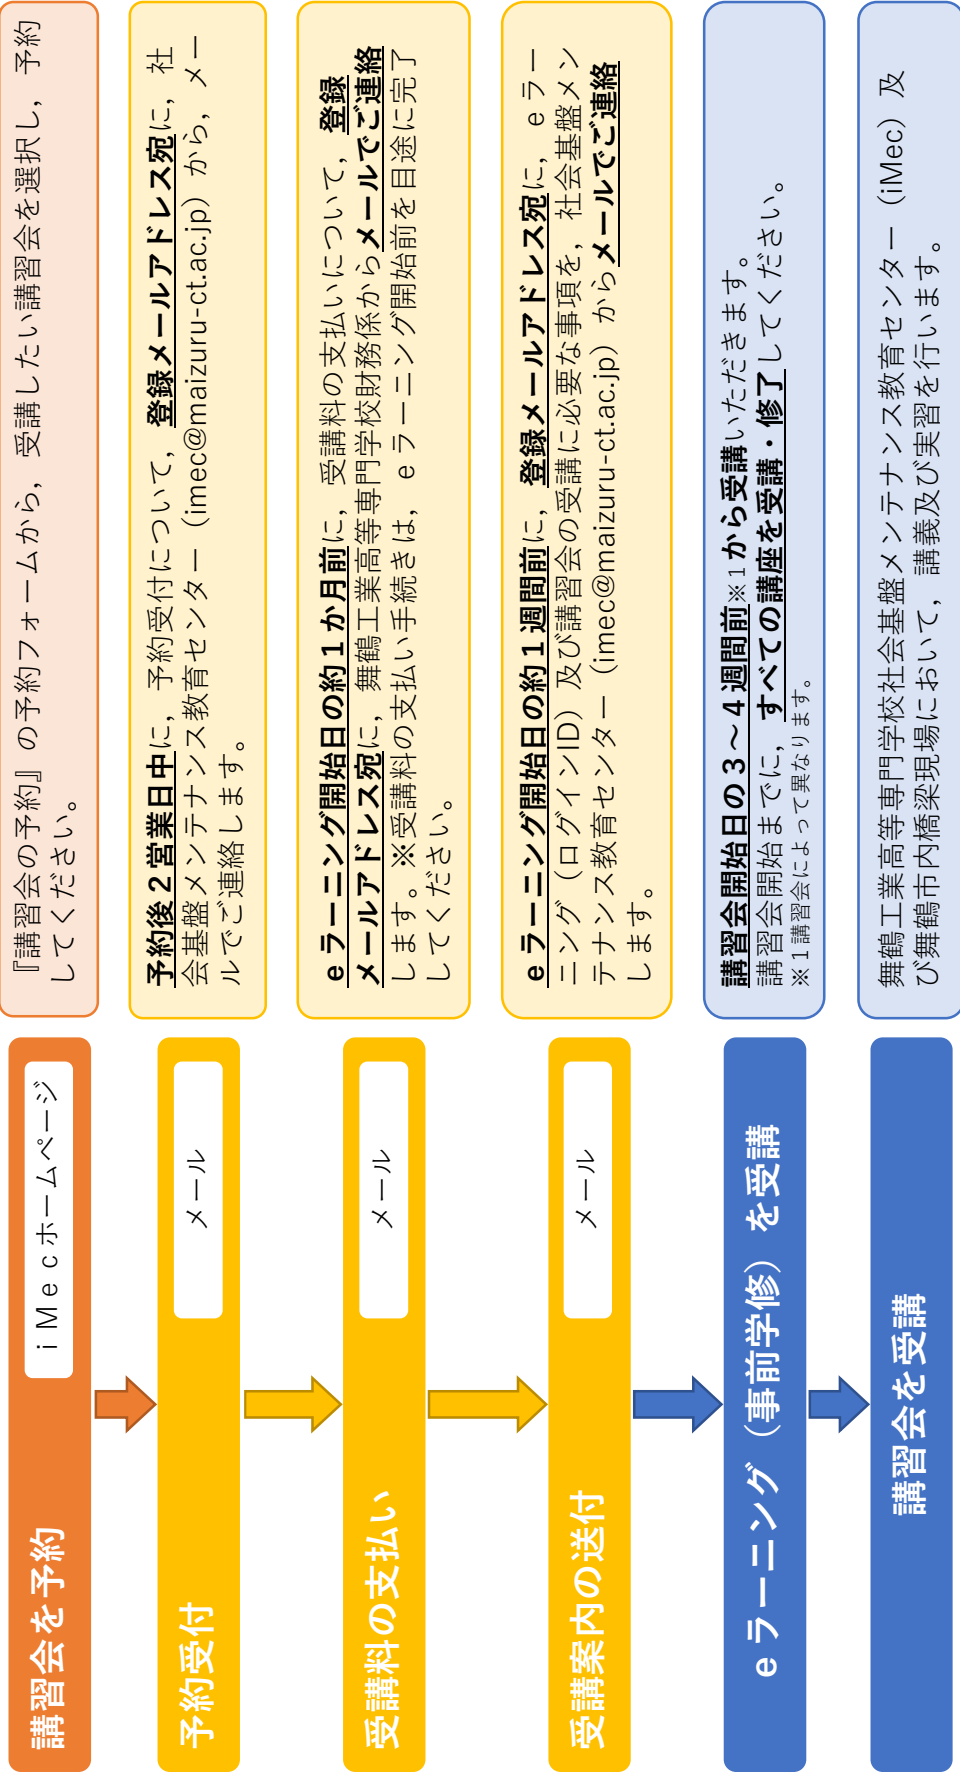 講習会を予約
ｉＭｅｃホームページ
『講習会の予約』の予約フォームから，受講したい講習会を選択し，予約
してください。
予約受付
メール
予約後２営業日中に，予約受付について，登録メールアドレス宛に，社
会基盤メンテナンス教育センター（imec@maizuru-ct.ac.jp）から，メー
ルでご連絡します。
受講料の支払い
メール
ｅラーニング開始日の約１か月前に，受講料の支払いについて，登録
メールアドレス宛に，舞鶴工業高等専門学校財務係からメールでご連絡
します。※受講料の支払い手続きは，ｅラーニング開始前を目途に完了
してください。
受講案内の送付
メール
ｅラーニング開始日の約１週間前に，登録メールアドレス宛に，ｅラー
ニング（ログインID）及び講習会の受講に必要な事項を，社会基盤メン
テナンス教育センター（imec@maizuru-ct.ac.jp）からメールでご連絡
します。
ｅラーニング（事前学修）を受講
講習会開始日の３～４週間前※1から受講いただきます。
講習会開始までに，すべての講座を受講・修了してください。
※１講習会によって異なります。
講習会を受講
舞鶴工業高等専門学校社会基盤メンテナンス教育センター（iMec）及
び舞鶴市内橋梁現場において，講義及び実習を行います。